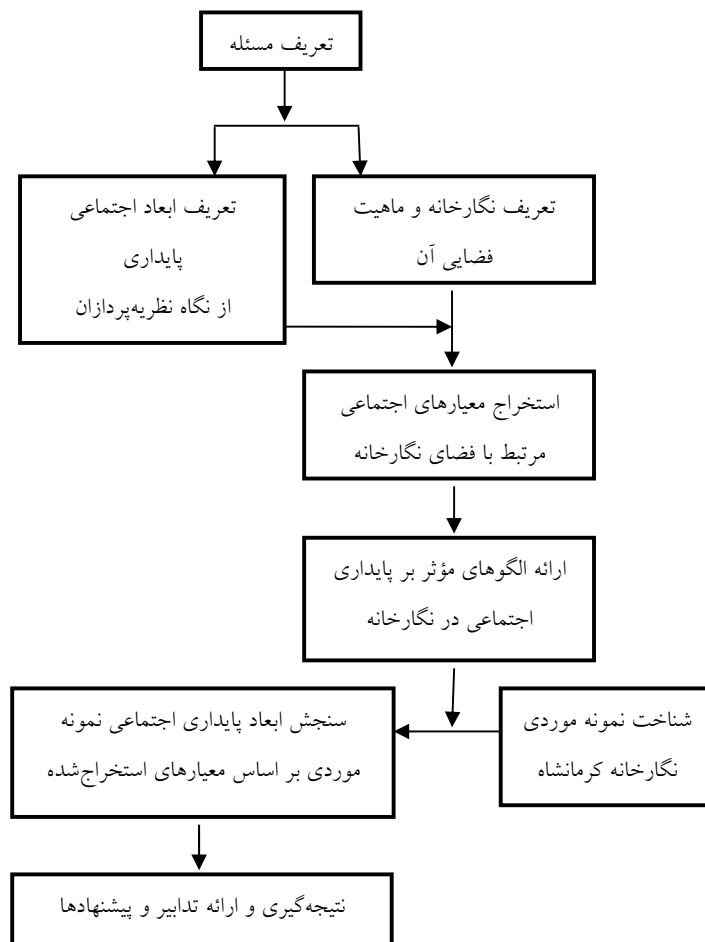 تعریف مسئله
تعریف نگارخانه و ماهیت
فضایی آن
تعریف ابعاد اجتماعی
پایداری
از نگاه نظریه‌پردازان
استخراج معیارهای اجتماعی
مرتبط با فضای نگارخانه
ارائه الگوهای مؤثر بر پایداری
اجتماعی در نگارخانه
شناخت نمونه موردی
نگارخانه کرمانشاه
سنجش ابعاد پایداری اجتماعی نمونه
موردی بر اساس معیارهای استخراج‌شده
نتیجه‌گیری و ارائه تدابیر و پیشنهادها